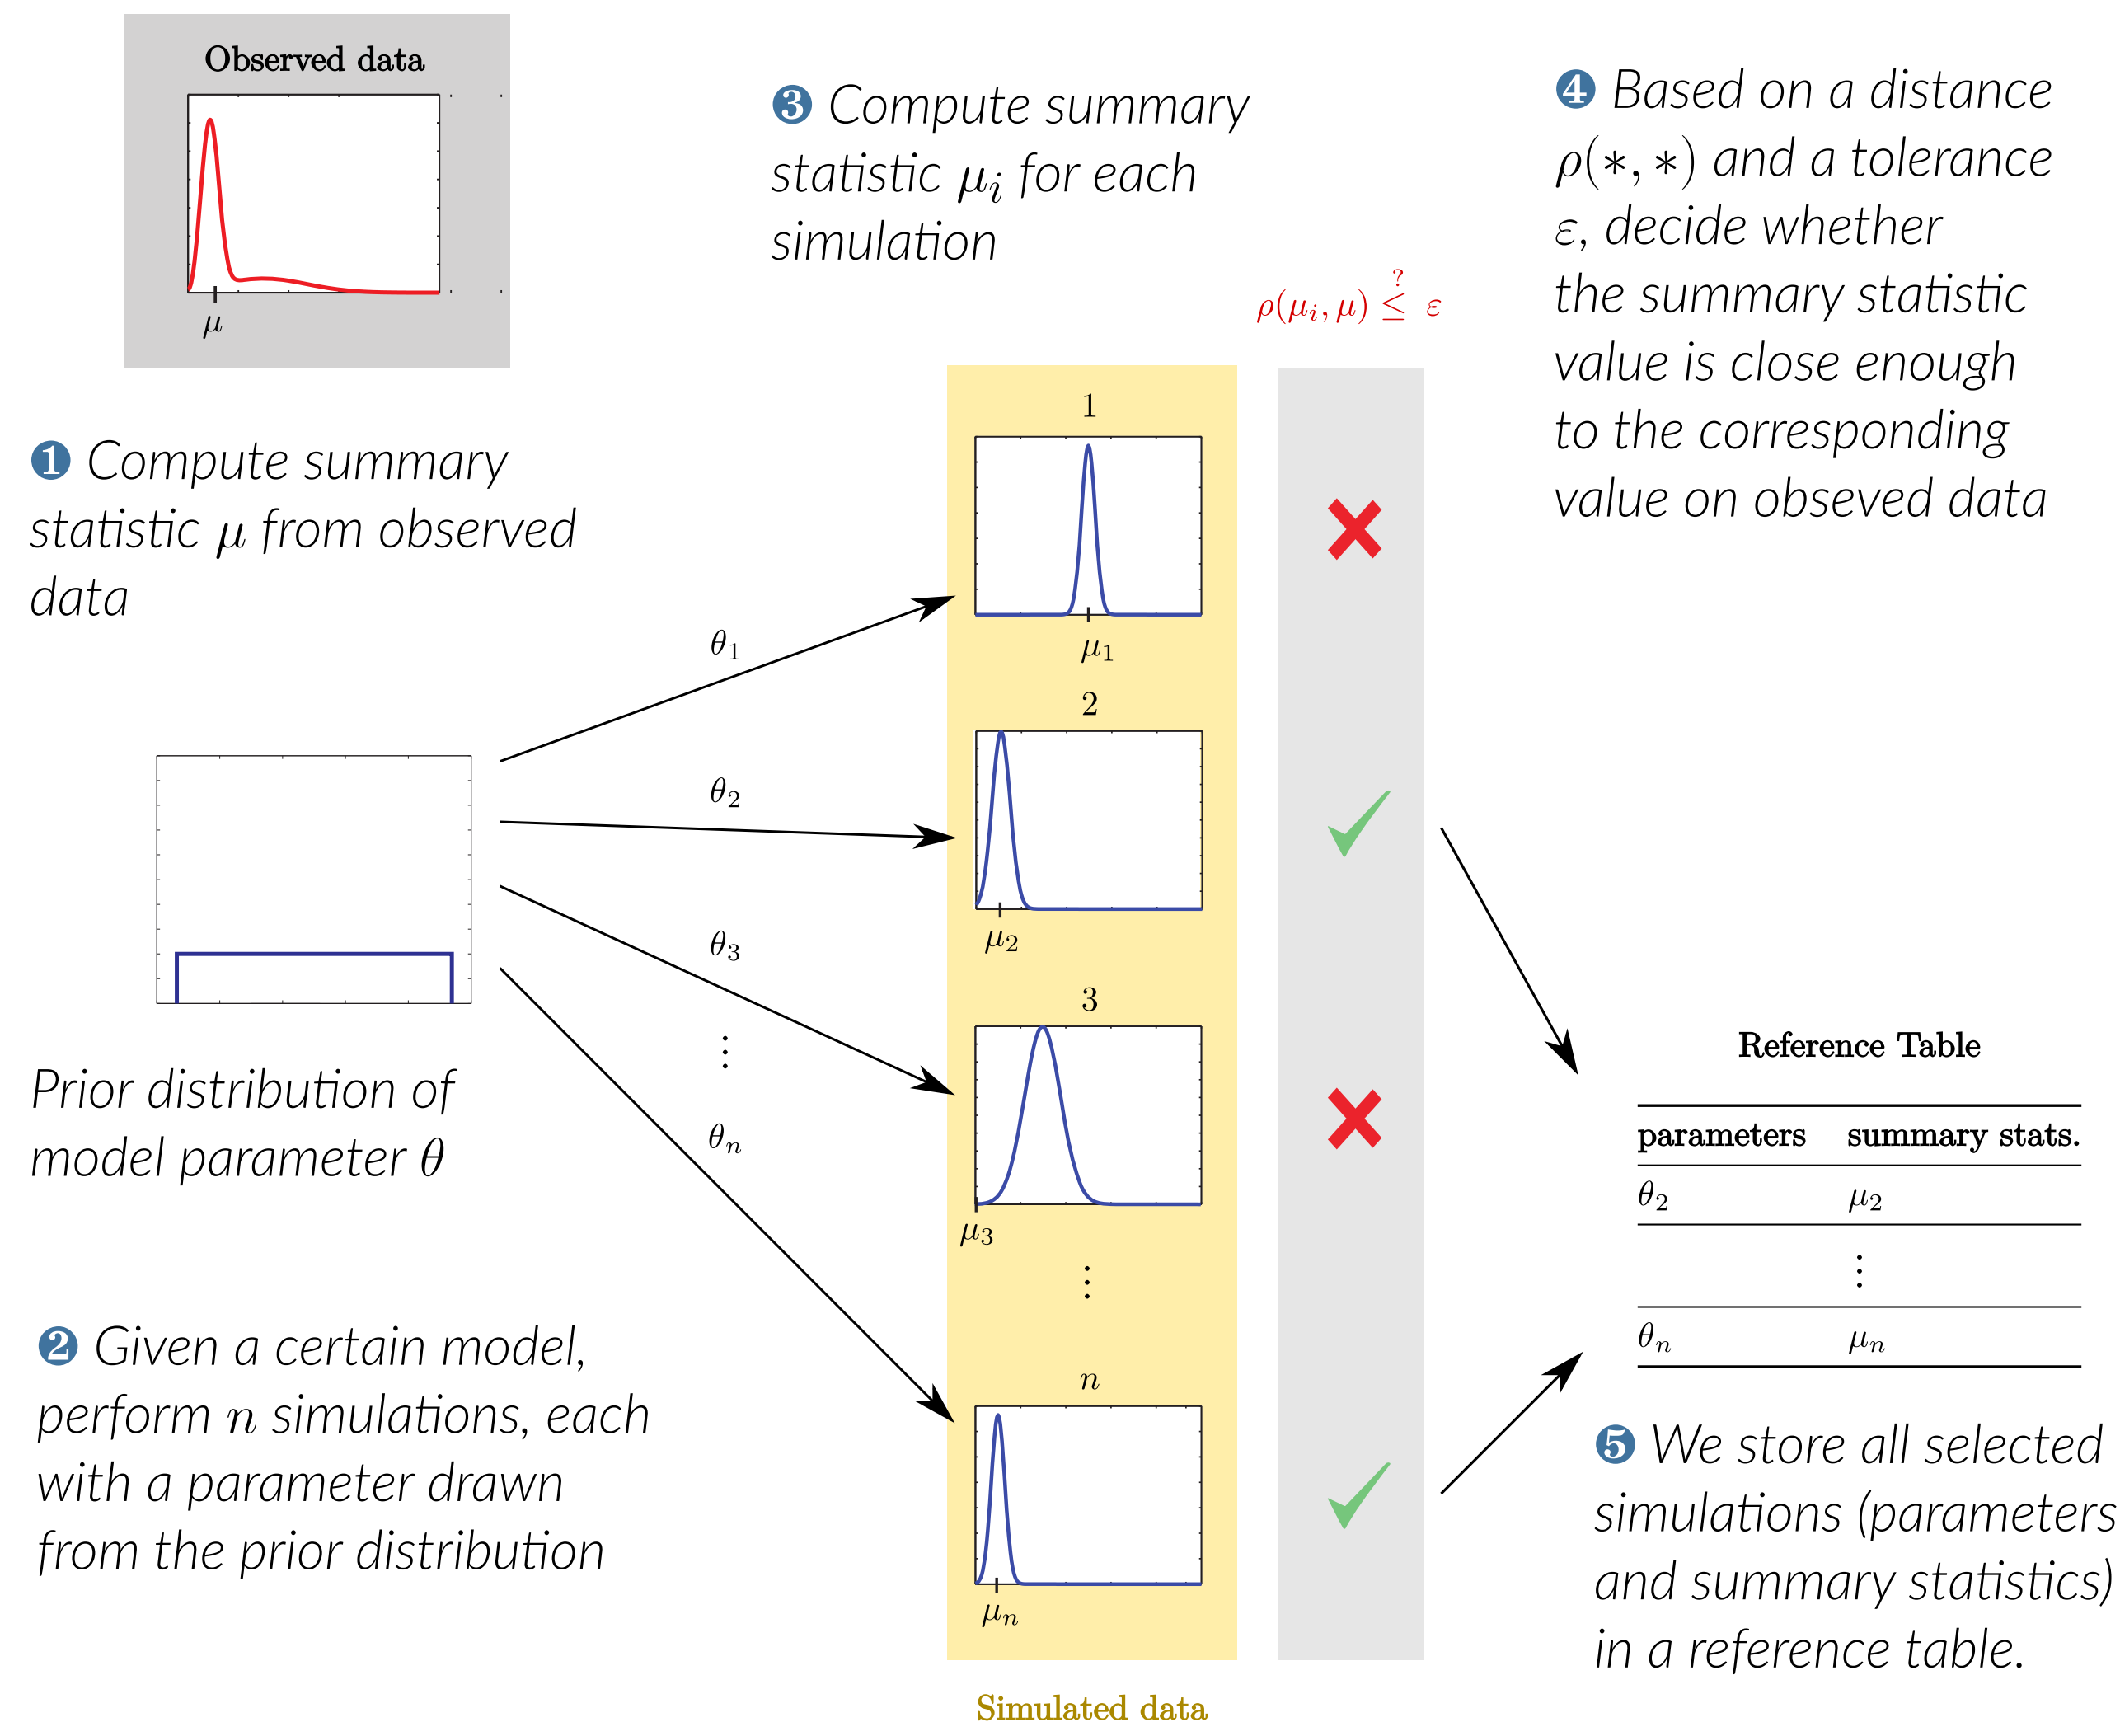 Observed data
μ
❶ Compute summary
statistic μ from observed
data
Prior distribution of
model parameter θ
❷ Given a certain model,
perform n simulations, each
with a parameter drawn
from the prior distribution
θ₁
θ₂
θ₃
⋮
θₙ
❸ Compute summary
statistic μᵢ for each
simulation
1
μ₁
2
μ₂
3
μ₃
⋮
n
μₙ
Simulated data
ρ(μᵢ, μ) ≤? ε
❹ Based on a distance
ρ(*, *) and a tolerance
ε, decide whether
the summary statistic
value is close enough
to the corresponding
value on obseved data
Reference Table
parameters summary stats.
θ₂ μ₂
⋮
θₙ μₙ
❺ We store all selected
simulations (parameters
and summary statistics)
in a reference table.